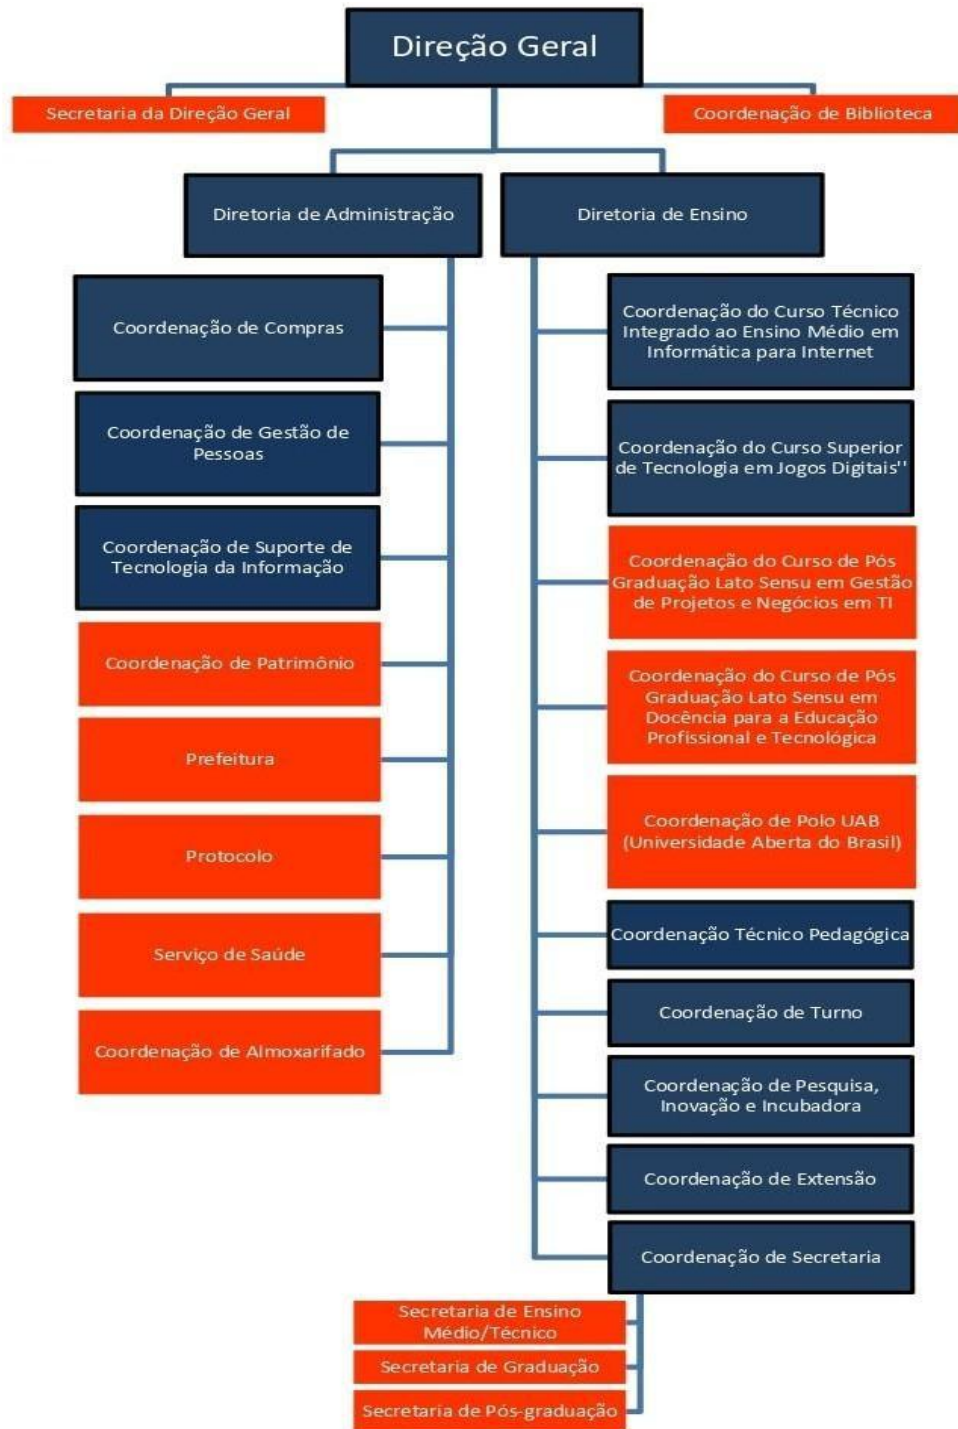 Direção Geral
Secretaria da Direção Geral
Coordenação de Biblioteca
Diretoria de Administração
Diretoria de Ensino
Coordenação de Compras
Coordenação de Gestão de
Pessoas
Coordenação de Suporte de
Tecnologia da Informação
Coordenação de Patrimônio
Prefeitura
Protocolo
Serviço de Saúde
Coordenação de Almoxarifado
Coordenação do Curso Técnico
Integrado ao Ensino Médio em
Informática para Internet
Coordenação do Curso Superior
de Tecnologia em Jogos Digitais''
Coordenação do Curso de Pós
Graduação Lato Sensu em Gestão
de Projetos e Negócios em TI
Coordenação do Curso de Pós
Graduação Lato Sensu em
Docência para a Educação
Profissional e Tecnológica
Coordenação de Polo UAB
(Universidade Aberta do Brasil)
Coordenação Técnico Pedagógica
Coordenação de Turno
Coordenação de Pesquisa,
Inovação e Incubadora
Coordenação de Extensão
Coordenação de Secretaria
Secretaria de Ensino
Médio/Técnico
Secretaria de Graduação
Secretaria de Pós-graduação